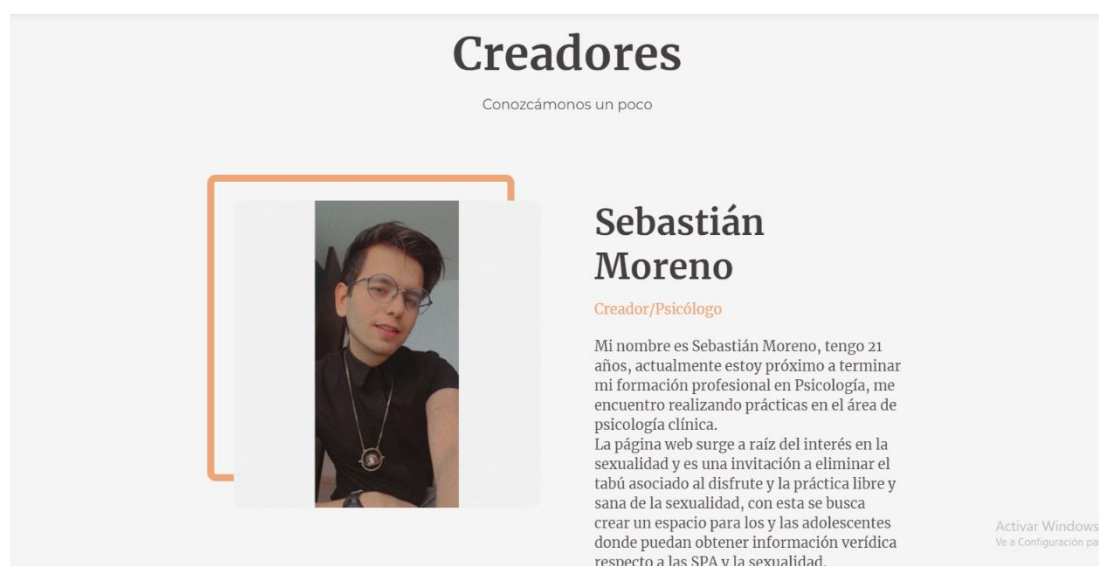 Creadores
Conozcámonos un poco
Sebastián
Moreno
Creador/Psicólogo
Mi nombre es Sebastián Moreno, tengo 21
años, actualmente estoy próximo a terminar
mi formación profesional en Psicología, me
encuentro realizando prácticas en el área de
psicología clínica.
La página web surge a raíz del interés en la
sexualidad y es una invitación a eliminar el
tabú asociado al disfrute y la práctica libre y
sana de la sexualidad, con esta se busca
crear un espacio para los y las adolescentes
donde puedan obtener información verídica
respecto a las SPA y la sexualidad.
Activar Windows
Ve a Configuración par